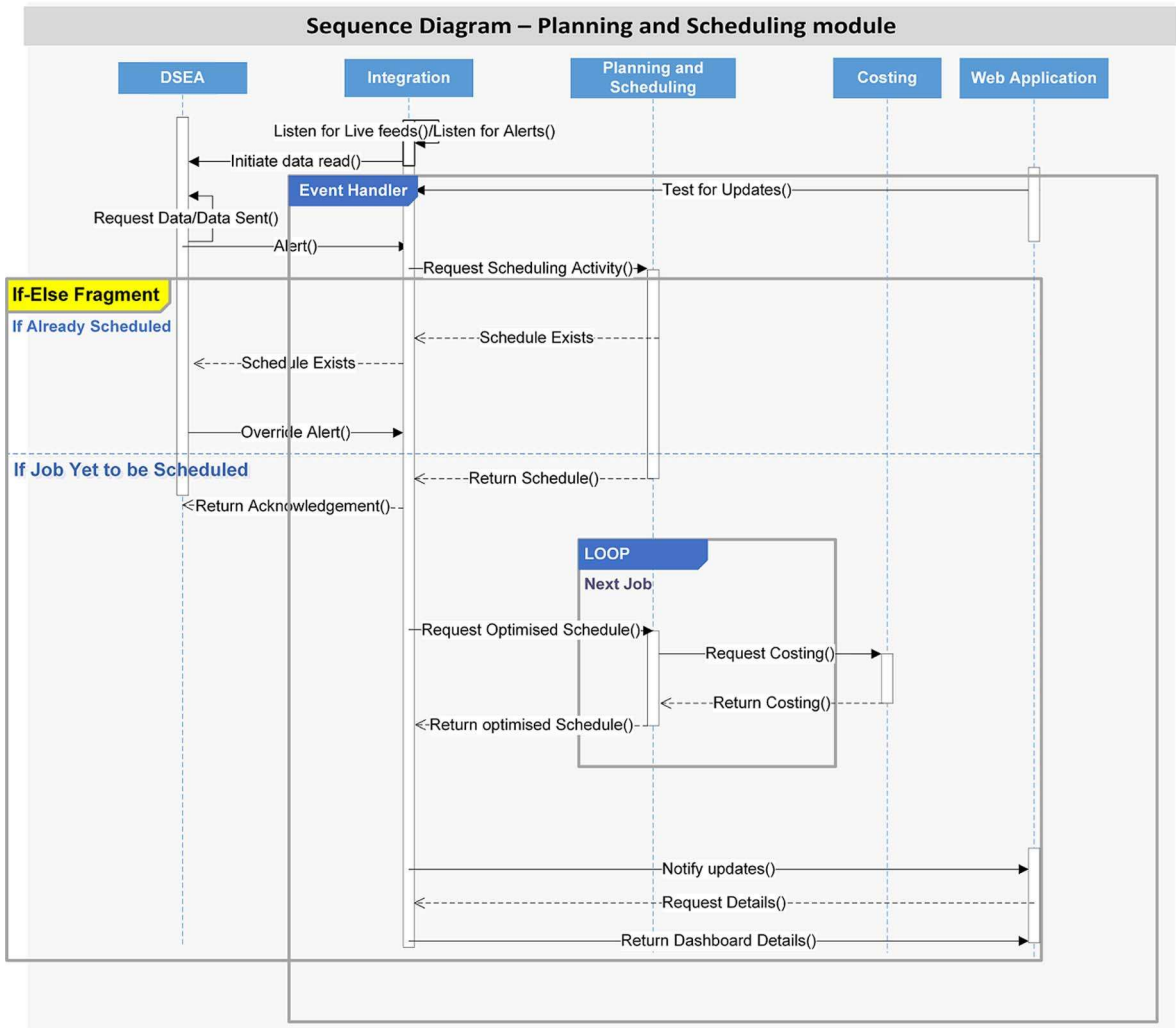 Sequence Diagram – Planning and Scheduling module
DSEA
Integration
Planning and
Scheduling
Costing
Web Application
Listen for Live feeds()/Listen for Alerts()
Initiate data read()
Event Handler
Test for Updates()
Request Data/Data Sent()
Alert()
Request Scheduling Activity()
If-Else Fragment
If Already Scheduled
Schedule Exists
Schedule Exists
Override Alert()
If Job Yet to be Scheduled
Return Schedule()
Return Acknowledgement()
LOOP
Next Job
Request Optimised Schedule()
Request Costing()
Return Costing()
Return optimised Schedule()
Notify updates()
Request Details()
Return Dashboard Details()